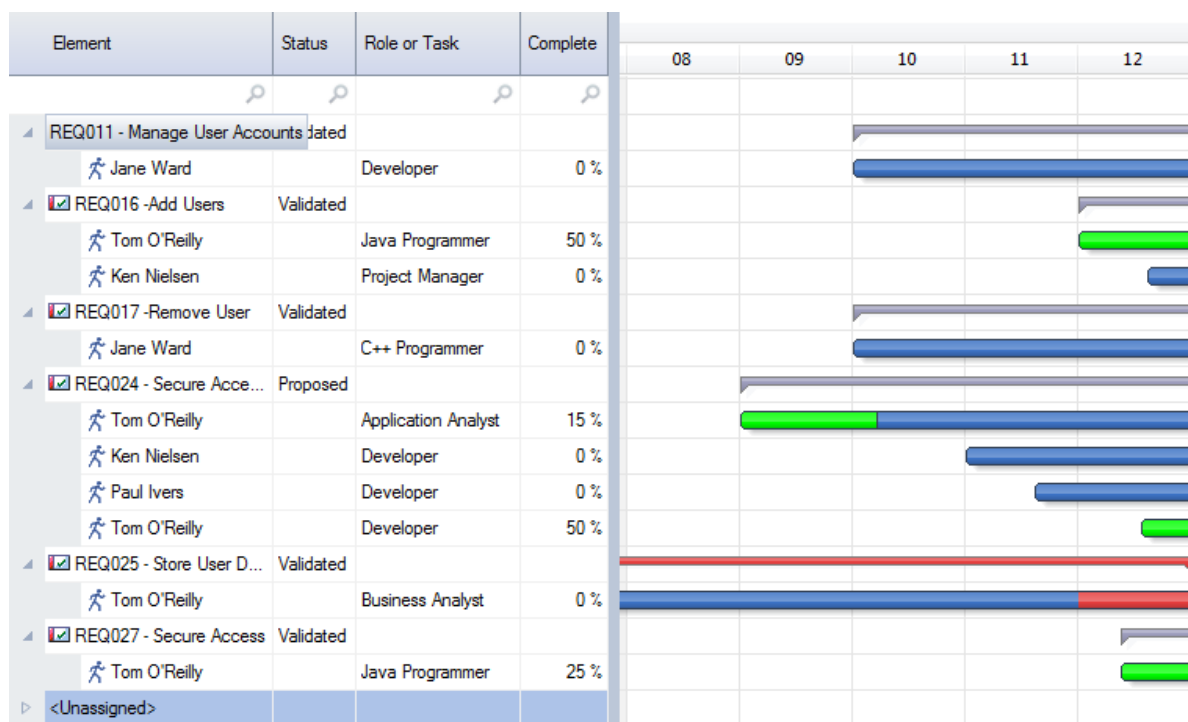 Element Status Role or Task Complete
08 09 10 11 12
REQ011 - Manage User Accounts dated
Jane Ward Developer 0 %
REQ016 -Add Users Validated
Tom O'Reilly Java Programmer 50 %
Ken Nielsen Project Manager 0 %
REQ017 -Remove User Validated
Jane Ward C++ Programmer 0 %
REQ024 - Secure Acce... Proposed
Tom O'Reilly Application Analyst 15 %
Ken Nielsen Developer 0 %
Paul Ivers Developer 0 %
Tom O'Reilly Developer 50 %
REQ025 - Store User D... Validated
Tom O'Reilly Business Analyst 0 %
REQ027 - Secure Access Validated
Tom O'Reilly Java Programmer 25 %
<Unassigned>